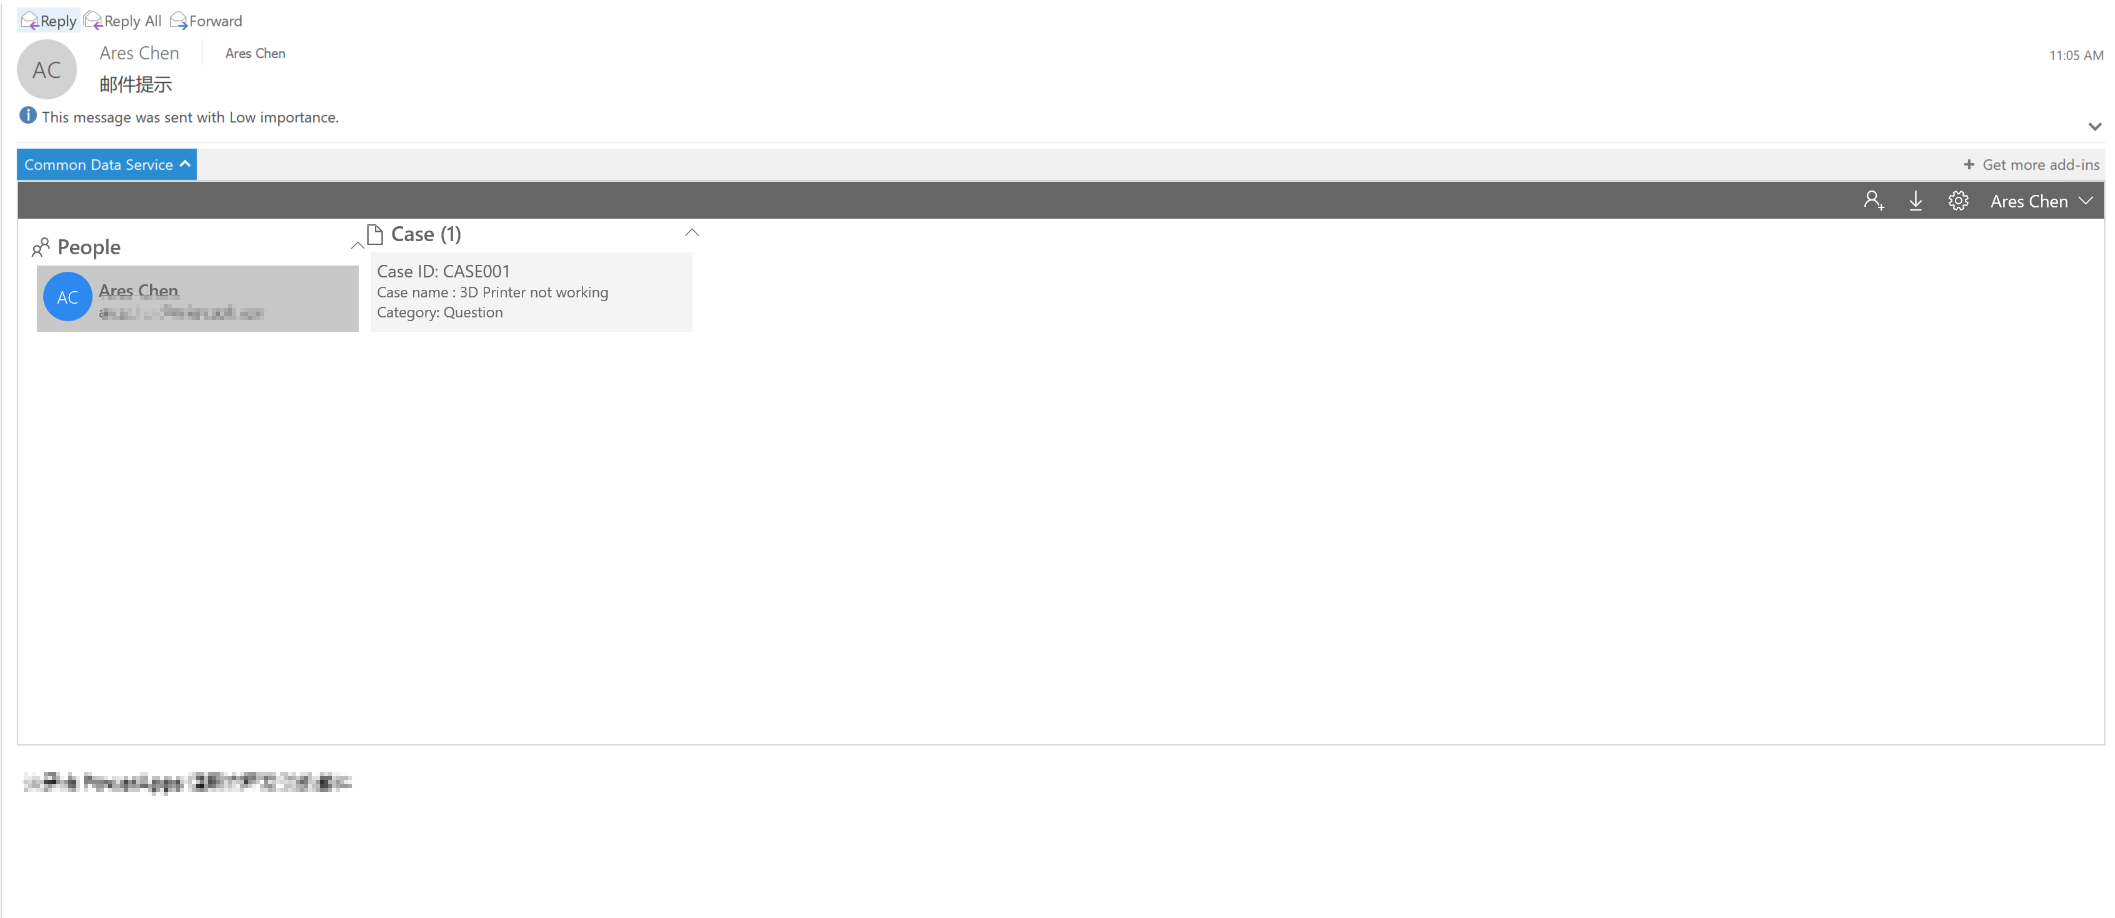 Reply Reply All Forward
AC Ares Chen Ares Chen 11:05 AM
邮件提示
This message was sent with Low importance.
Common Data Service + Get more add-ins
Ares Chen
People
AC Ares Chen
Case (1)
Case ID: CASE001
Case name : 3D Printer not working
Category: Question